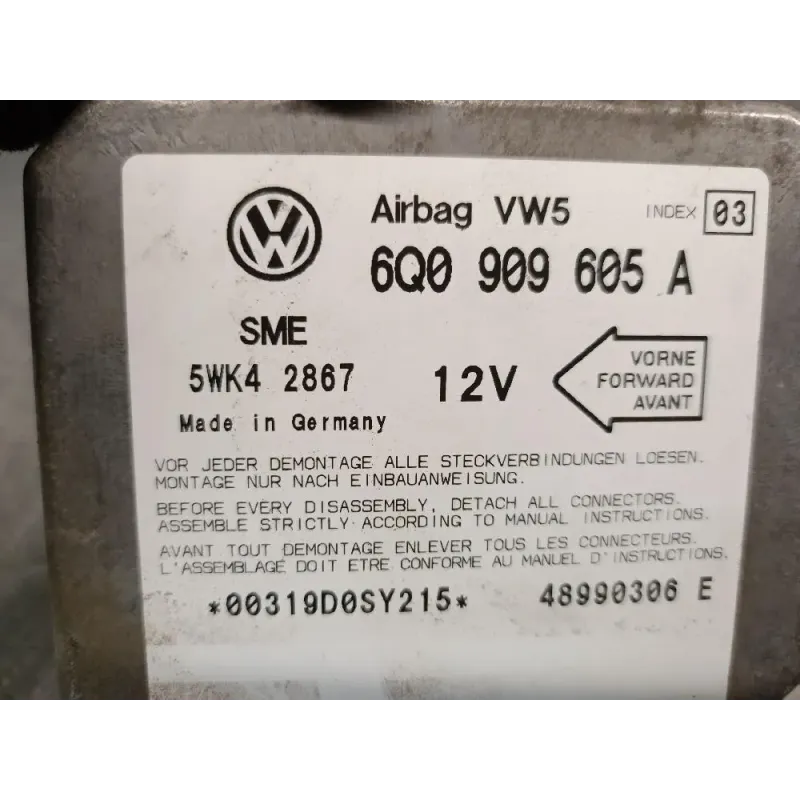 Airbag VW5 INDEX 03
6Q0 909 605 A
SME
5WK4 2867 12V
VORNE
FORWARD
AVANT
Made in Germany
VOR JEDER DEMONTAGE ALLE STECKVERBINDUNGEN LOESEN.
MONTAGE NUR NACH EINBAUANWEISUNG.
BEFORE EVERY DISASSEMBLY, DETACH ALL CONNECTORS.
ASSEMBLE STRICTLY ACCORDING TO MANUAL INSTRUCTIONS.
AVANT TOUT DEMONTAGE ENLEVER TOUS LES CONNECTEURS.
L'ASSEMBLAGE DOIT ETRE CONFORME AU MANUEL D'INSTRUCTIONS.
*00319D0SY215* 48990306 E